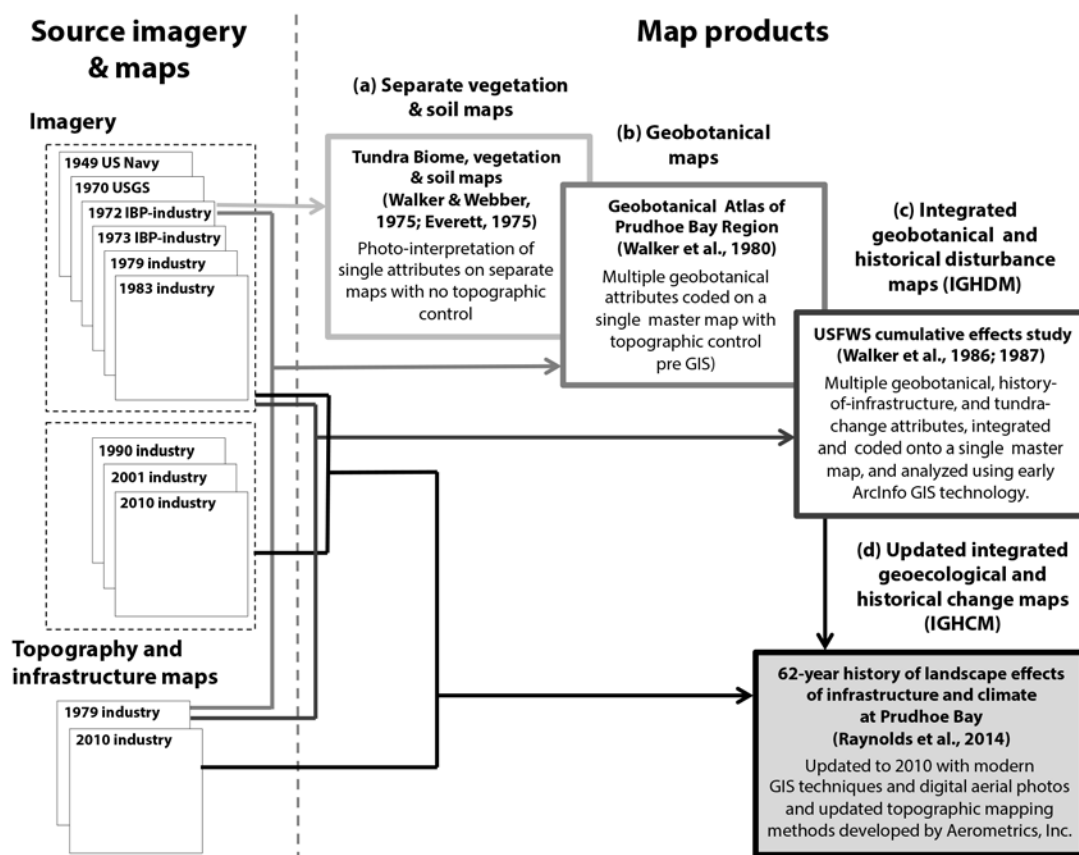 Source imagery
& maps
Map products
Imagery
1949 US Navy
1970 USGS
1972 IBP-industry
1973 IBP-industry
1979 industry
1983 industry
1990 industry
2001 industry
2010 industry
Topography and
infrastructure maps
1979 industry
2010 industry
(a) Separate vegetation
& soil maps
Tundra Biome, vegetation
& soil maps
(Walker & Webber,
1975; Everett, 1975)
Photo-interpretation of
single attributes on separate
maps with no topographic
control
(b) Geobotanical
maps
Geobotanical Atlas of
Prudhoe Bay Region
(Walker et al., 1980)
Multiple geobotanical
attributes coded on a
single master map with
topographic control
pre GIS)
(c) Integrated
geobotanical and
historical disturbance
maps (IGHDM)
USFWS cumulative effects study
(Walker et al., 1986; 1987)
Multiple geobotanical, history-
of-infrastructure, and tundra-
change attributes, integrated
and coded onto a single master
map, and analyzed using early
ArcInfo GIS technology.
(d) Updated integrated
geoecological and
historical change maps
(IGHCM)
62-year history of landscape effects
of infrastructure and climate
at Prudhoe Bay
(Raynolds et al., 2014)
Updated to 2010 with modern
GIS techniques and digital aerial photos
and updated topographic mapping
methods developed by Aerometrics, Inc.